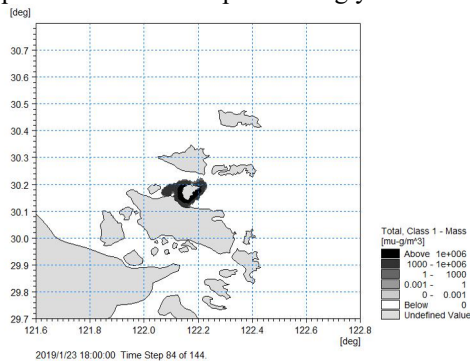 [deg]
30.7
30.6
30.5
30.4
30.3
30.2
30.1
30.0
29.9
29.8
29.7
121.6 121.8 122.0 122.2 122.4 122.6 122.8
[deg]
2019/1/23 18:00:00 Time Step 84 of 144.
Total, Class 1 - Mass
[mu-g/m^3]
Above 1e+006
1000 - 1e+006
1 - 1000
0.001 - 1
0 - 0.001
Below 0
Undefined Value